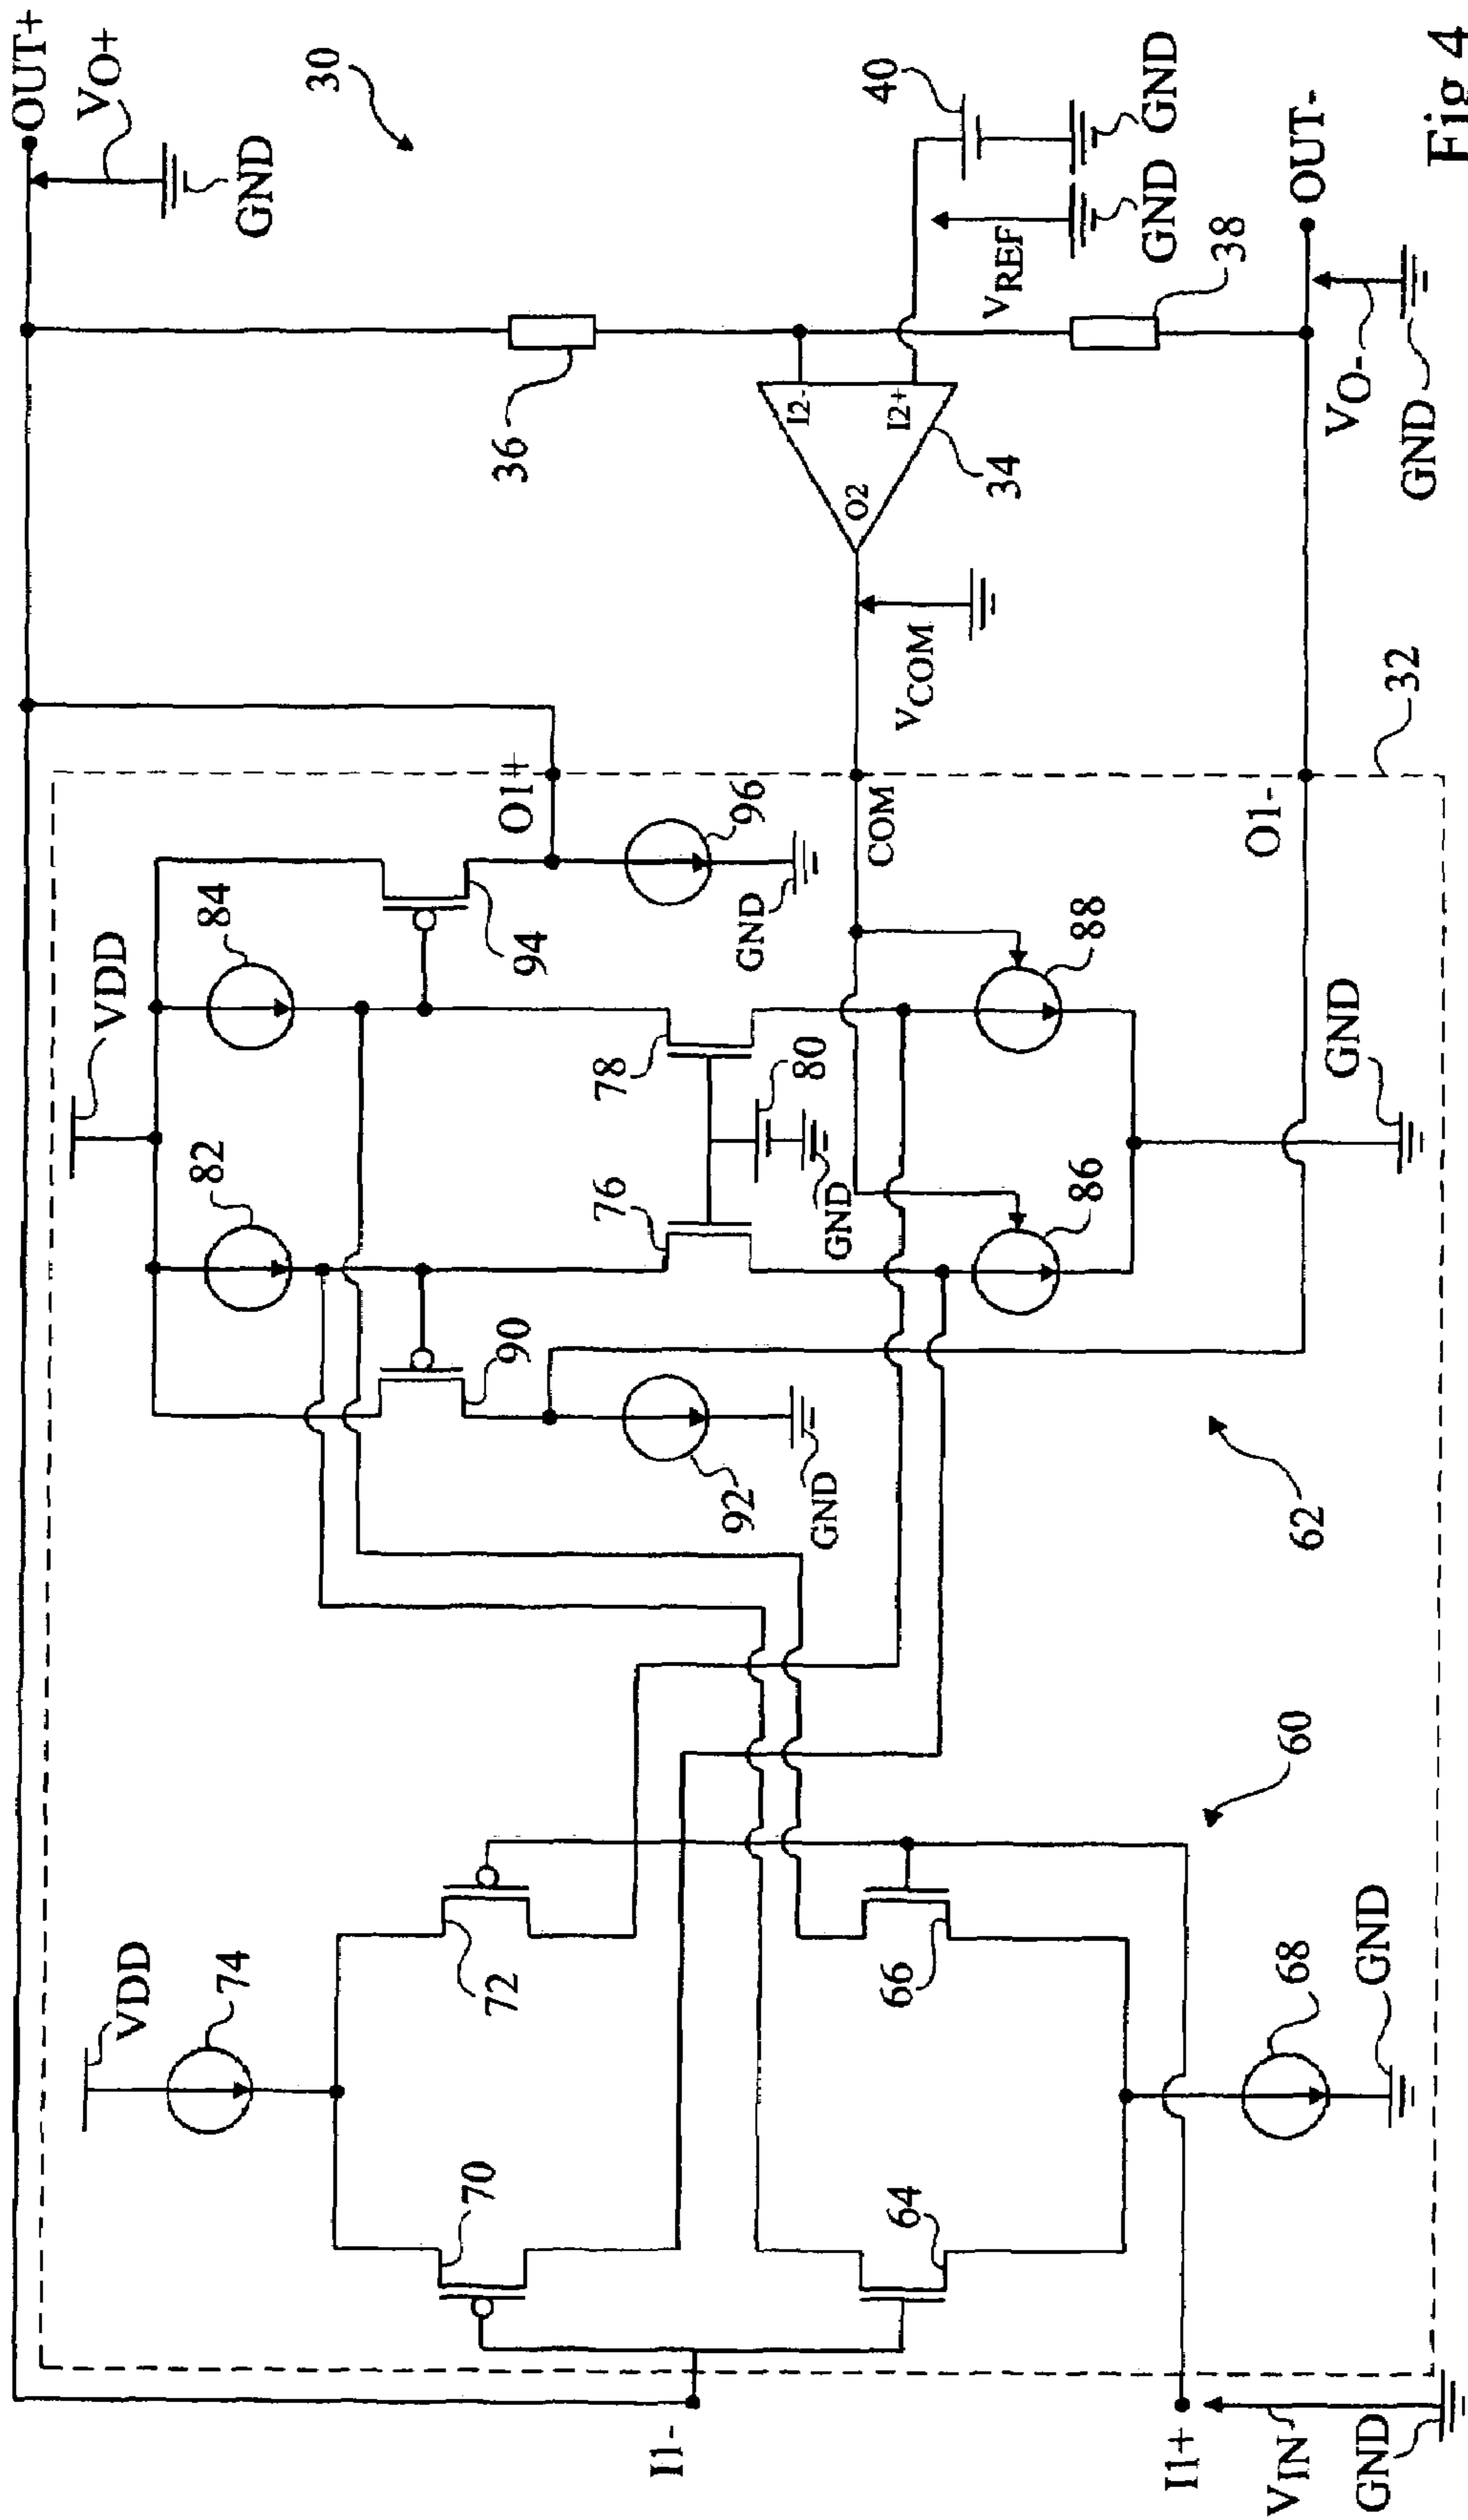 OUT+
VO+
GND
30
40
GND
GND
VREF
38
OUT-
VO-
GND
36
I2-
I2+
O2
34
VCOM
32
O1+
COM
O1-
VDD
84
94
96
GND
88
82
78
80
76
GND
86
GND
90
92
GND
62
60
VDD
74
72
66
68
GND
70
64
I1-
I1+
VIN
GND
Fig 4